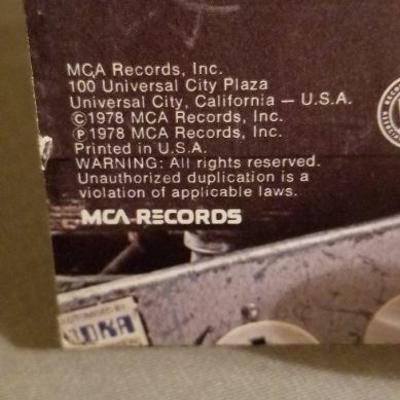 MCA Records, Inc.
100 Universal City Plaza
Universal City, California — U.S.A.
©1978 MCA Records, Inc.
℗1978 MCA Records, Inc.
Printed in U.S.A.
WARNING: All rights reserved.
Unauthorized duplication is a
violation of applicable laws.
MCA RECORDS